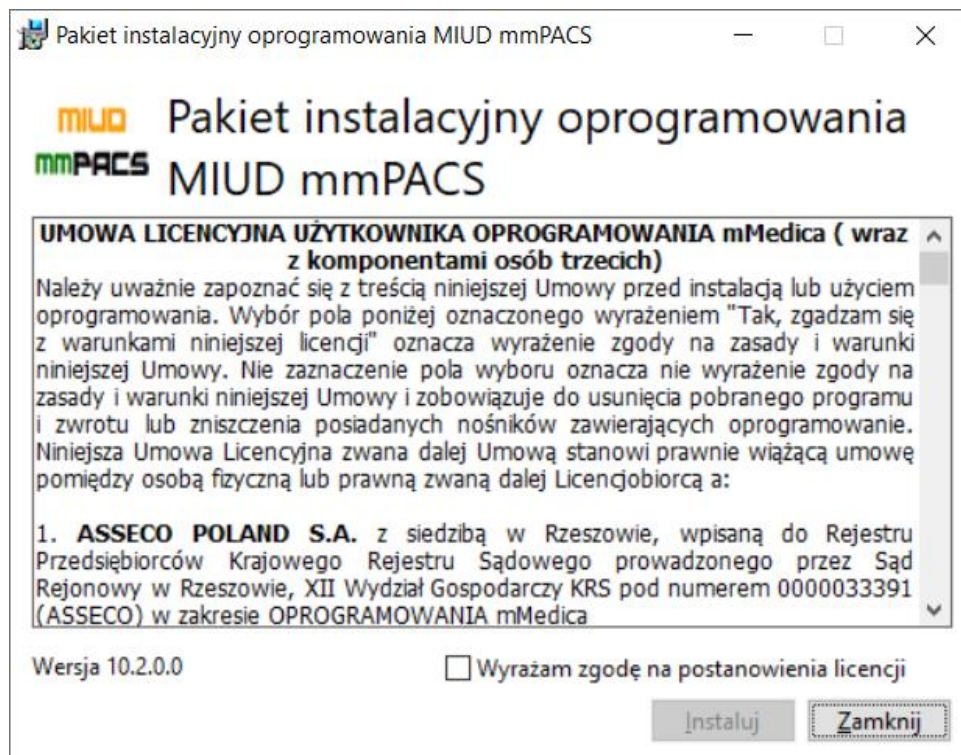 Pakiet instalacyjny oprogramowania MIUD mmPACS
MIUD
mmPACS
Pakiet instalacyjny oprogramowania
MIUD mmPACS
UMOWA LICENCYJNA UŻYTKOWNIKA OPROGRAMOWANIA mMedica ( wraz
z komponentami osób trzecich)
Należy uważnie zapoznać się z treścią niniejszej Umowy przed instalacją lub użyciem
oprogramowania. Wybór pola poniżej oznaczonego wyrażeniem "Tak, zgadzam się
z warunkami niniejszej licencji" oznacza wyrażenie zgody na zasady i warunki
niniejszej Umowy. Nie zaznaczenie pola wyboru oznacza nie wyrażenie zgody na
zasady i warunki niniejszej Umowy i zobowiązuje do usunięcia pobranego programu
i zwrotu lub zniszczenia posiadanych nośników zawierających oprogramowanie.
Niniejsza Umowa Licencyjna zwana dalej Umową stanowi prawnie wiążącą umowę
pomiędzy osobą fizyczną lub prawną zwaną dalej Licencjobiorcą a:
1. ASSECO POLAND S.A. z siedzibą w Rzeszowie, wpisaną do Rejestru
Przedsiębiorców Krajowego Rejestru Sądowego prowadzonego przez Sąd
Rejonowy w Rzeszowie, XII Wydział Gospodarczy KRS pod numerem 0000033391
(ASSECO) w zakresie OPROGRAMOWANIA mMedica
Wersja 10.2.0.0
Wyrażam zgodę na postanowienia licencji
Instaluj
Zamknij